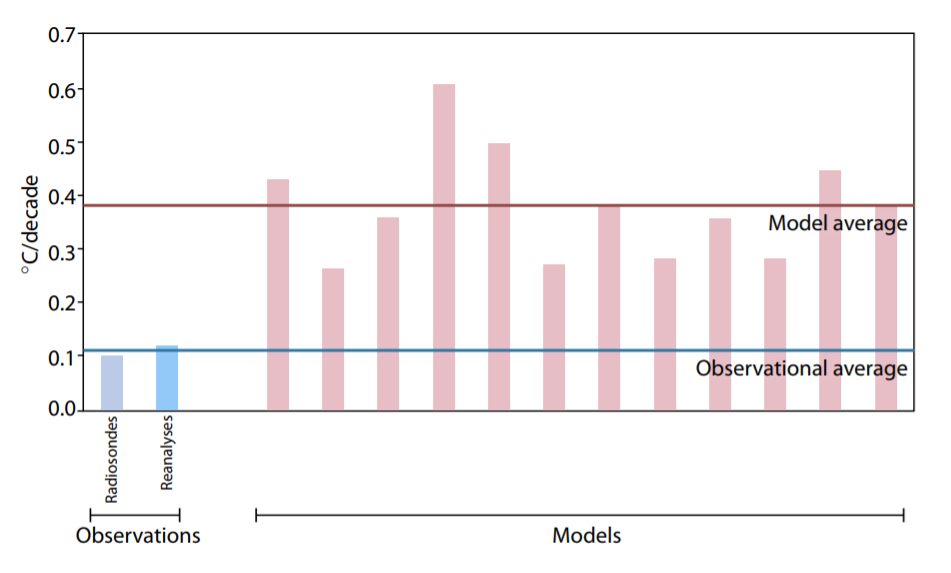 0.7
0.6
0.5
0.4
0.3
0.2
0.1
0.0
°C/decade
Model average
Observational average
Radiosondes
Reanalyses
Observations
Models